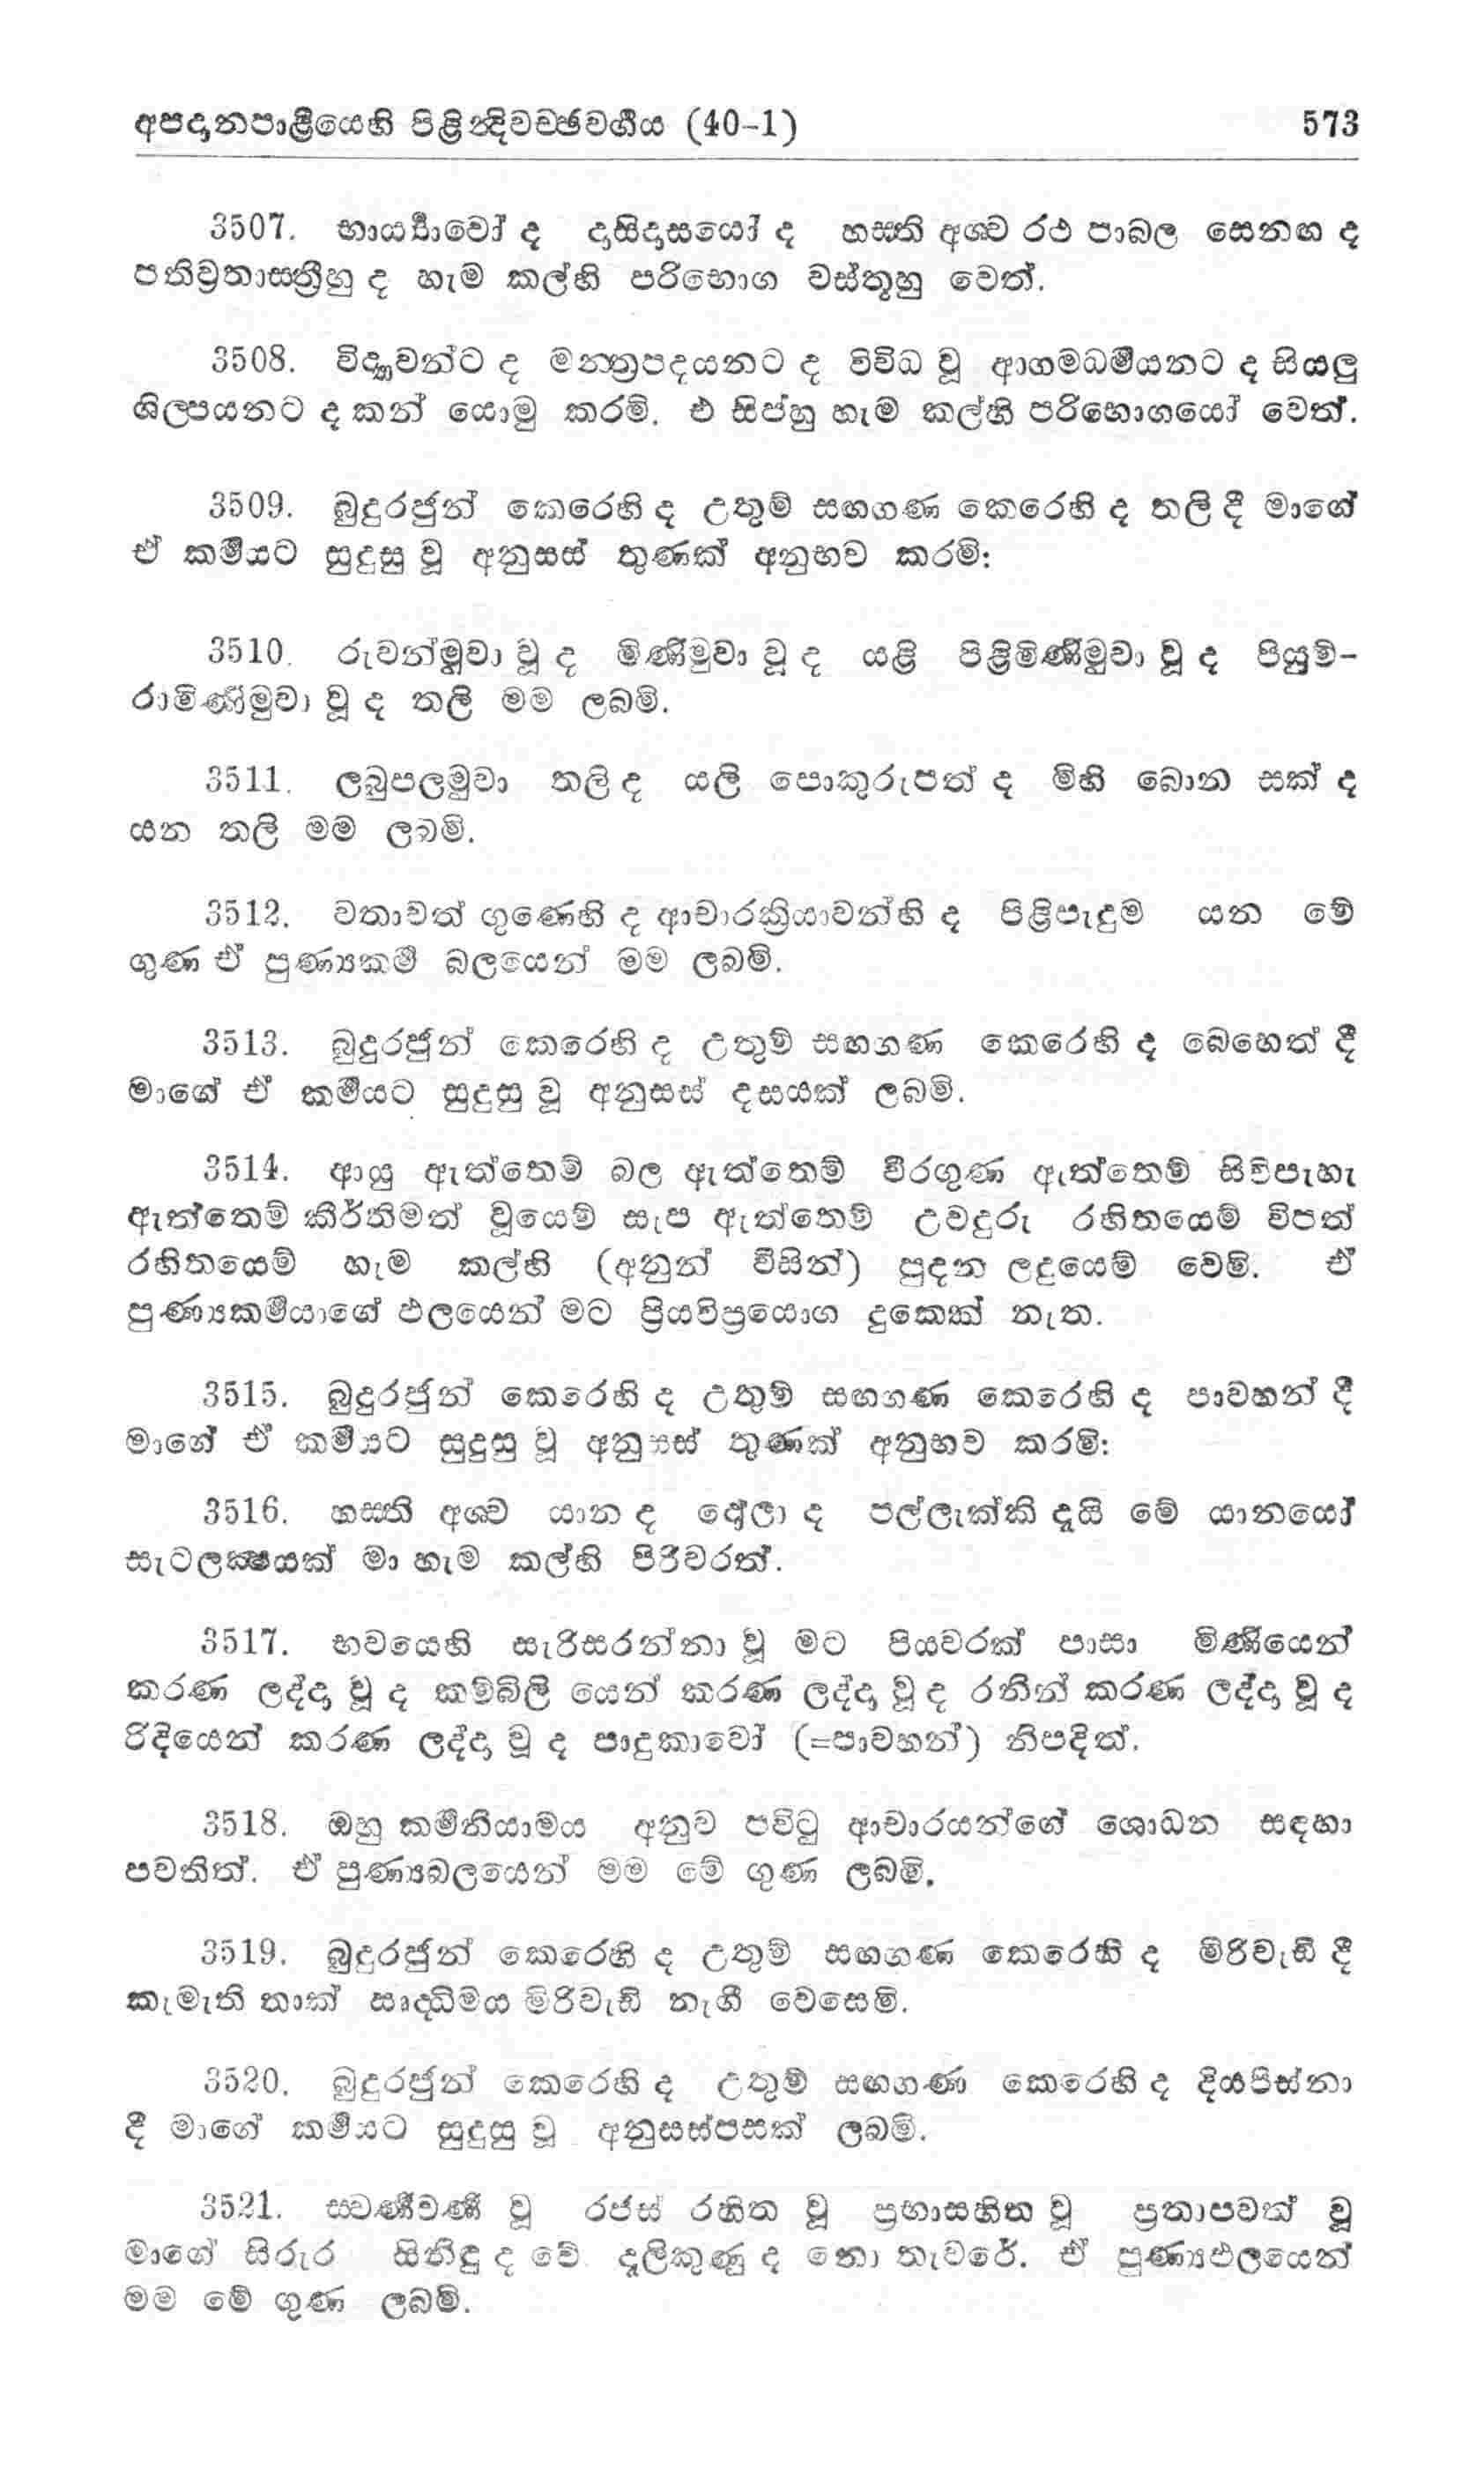 අපදානපාළියෙහි පිළින්‍දිවච්ඡවර්‍ගය (40-1) 573
3507. භාර්‍ය්‍යාවෝ ද දාසිදාසයෝ ද හස්ති අශ්ව රථ පාබල සෙනඟ ද
පතිව්‍රතාස්ත්‍රීහු ද හැම කල්හි පරිභොග වස්තූහු වෙත්.
3508. විද්‍යාවන්ට ද මන්ත්‍රපදයනට ද විවිධ වූ ආගමධර්‍මයනට ද සියලු
ශිල්පයනට ද කන් යොමු කරමි. එ සිප්හු හැම කල්හි පරිභොගයෝ වෙත්.
3509. බුදුරජුන් කෙරෙහි ද උතුම් සඟගණ කෙරෙහි ද තලි දී මාගේ
ඒ කර්‍මයට සුදුසු වූ අනුසස් තුණක් අනුභව කරමි:
3510. රුවන්මුවා වූ ද මිණිමුවා වූ ද යළි පිළිමිණිමුවා වූ ද පියුම්-
රාමිණිමුවා වූ ද තලි මම ලබමි.
3511. ලබුපලමුවා තලි ද යලි පොකුරුපත් ද මිහි බොන සක් ද
යන තලි මම ලබමි.
3512. වතාවත් ගුණෙහි ද ආචාරක්‍රියාවන්හි ද පිළිපැදුම යන මේ
ගුණ ඒ පුණ්‍යකර්‍ම බලයෙන් මම ලබමි.
3513. බුදුරජුන් කෙරෙහි ද උතුම් සඟගණ කෙරෙහි ද බෙහෙත් දී
මාගේ ඒ කර්‍මයට සුදුසු වූ අනුසස් දසයක් ලබමි.
3514. ආයු ඇත්තෙම් බල ඇත්තෙම් වීරගුණ ඇත්තෙම් සිව්පැහැ
ඇත්තෙම් කීර්තිමත් වූයෙම් සැප ඇත්තෙම් උවදුරු රහිතයෙම් විපත්
රහිතයෙම් හැම කල්හි (අනුන් විසින්) පුදන ලදුයෙම් වෙමි. ඒ
පුණ්‍යකර්‍මයාගේ ඵලයෙන් මට ප්‍රියවිප්‍රයොග දුකෙක් නැත.
3515. බුදුරජුන් කෙරෙහි ද උතුම් සඟගණ කෙරෙහි ද පාවහන් දී
මාගේ ඒ කර්‍මයට සුදුසු වූ අනුසස් තුණක් අනුභව කරමි:
3516. හස්ති අශ්ව යාන ද දෝලා ද පල්ලැක්කි දැයි මේ යානයෝ
සැටලක්‍ෂයක් මා හැම කල්හි පිරිවරත්.
3517. භවයෙහි සැරිසරන්නා වූ මට පියවරක් පාසා මිණියෙන්
කරණ ලද්දා වූ ද කම්බිලි යෙන් කරණ ලද්දා වූ ද රනින් කරණ ලද්දා වූ ද
රිදියෙන් කරණ ලද්දා වූ ද පාදුකාවෝ (=පාවහන්) නිපදිත්.
3518. ඔහු කර්‍මනියාමය අනුව පවිටු ආචාරයන්ගේ ශොධන සඳහා
පවතිත්. ඒ පුණ්‍යබලයෙන් මම මේ ගුණ ලබමි.
3519. බුදුරජුන් කෙරෙහි ද උතුම් සඟගණ කෙරෙහි ද මිරිවැඩි දී
කැමැති තාක් ඍද්ධිමය මිරිවැඩි නැඟී වෙසෙමි.
3520. බුදුරජුන් කෙරෙහි ද උතුම් සඟගණ කෙරෙහි ද දියපිස්නා
දී මාගේ කර්‍මයට සුදුසු වූ අනුසස්පසක් ලබමි.
3521. ස්වර්‍ණවර්‍ණ වූ රජස් රහිත වූ ප්‍රභාසහිත වූ ප්‍රතාපවත් වූ
මාගේ සිරුර සිනිඳු ද වේ දූලිකුණු ද නො තැවරේ. ඒ පුණ්‍යඵලයෙන්
මම මේ ගුණ ලබමි.